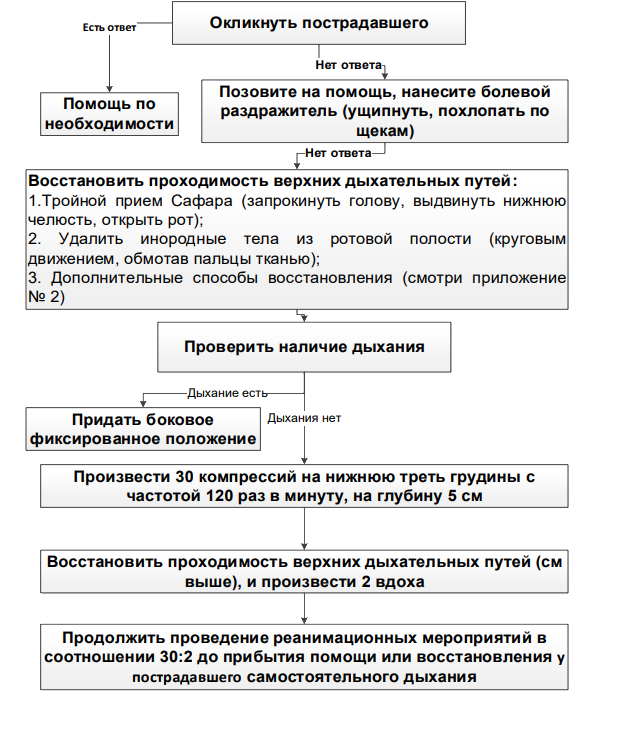 Окликнуть пострадавшего
Есть ответ
Нет ответа
Помощь по
необходимости
Позовите на помощь, нанесите болевой
раздражитель (ущипнуть, похлопать по
щекам)
Нет ответа
Восстановить проходимость верхних дыхательных путей:
1.Тройной прием Сафара (запрокинуть голову, выдвинуть нижнюю
челюсть, открыть рот);
2. Удалить инородные тела из ротовой полости (круговым
движением, обмотав пальцы тканью);
3. Дополнительные способы восстановления (смотри приложение
№ 2)
Проверить наличие дыхания
Дыхание есть
Придать боковое
фиксированное положение
Дыхания нет
Произвести 30 компрессий на нижнюю треть грудины с
частотой 120 раз в минуту, на глубину 5 см
Восстановить проходимость верхних дыхательных путей (см
выше), и произвести 2 вдоха
Продолжить проведение реанимационных мероприятий в
соотношении 30:2 до прибытия помощи или восстановления у
пострадавшего самостоятельного дыхания